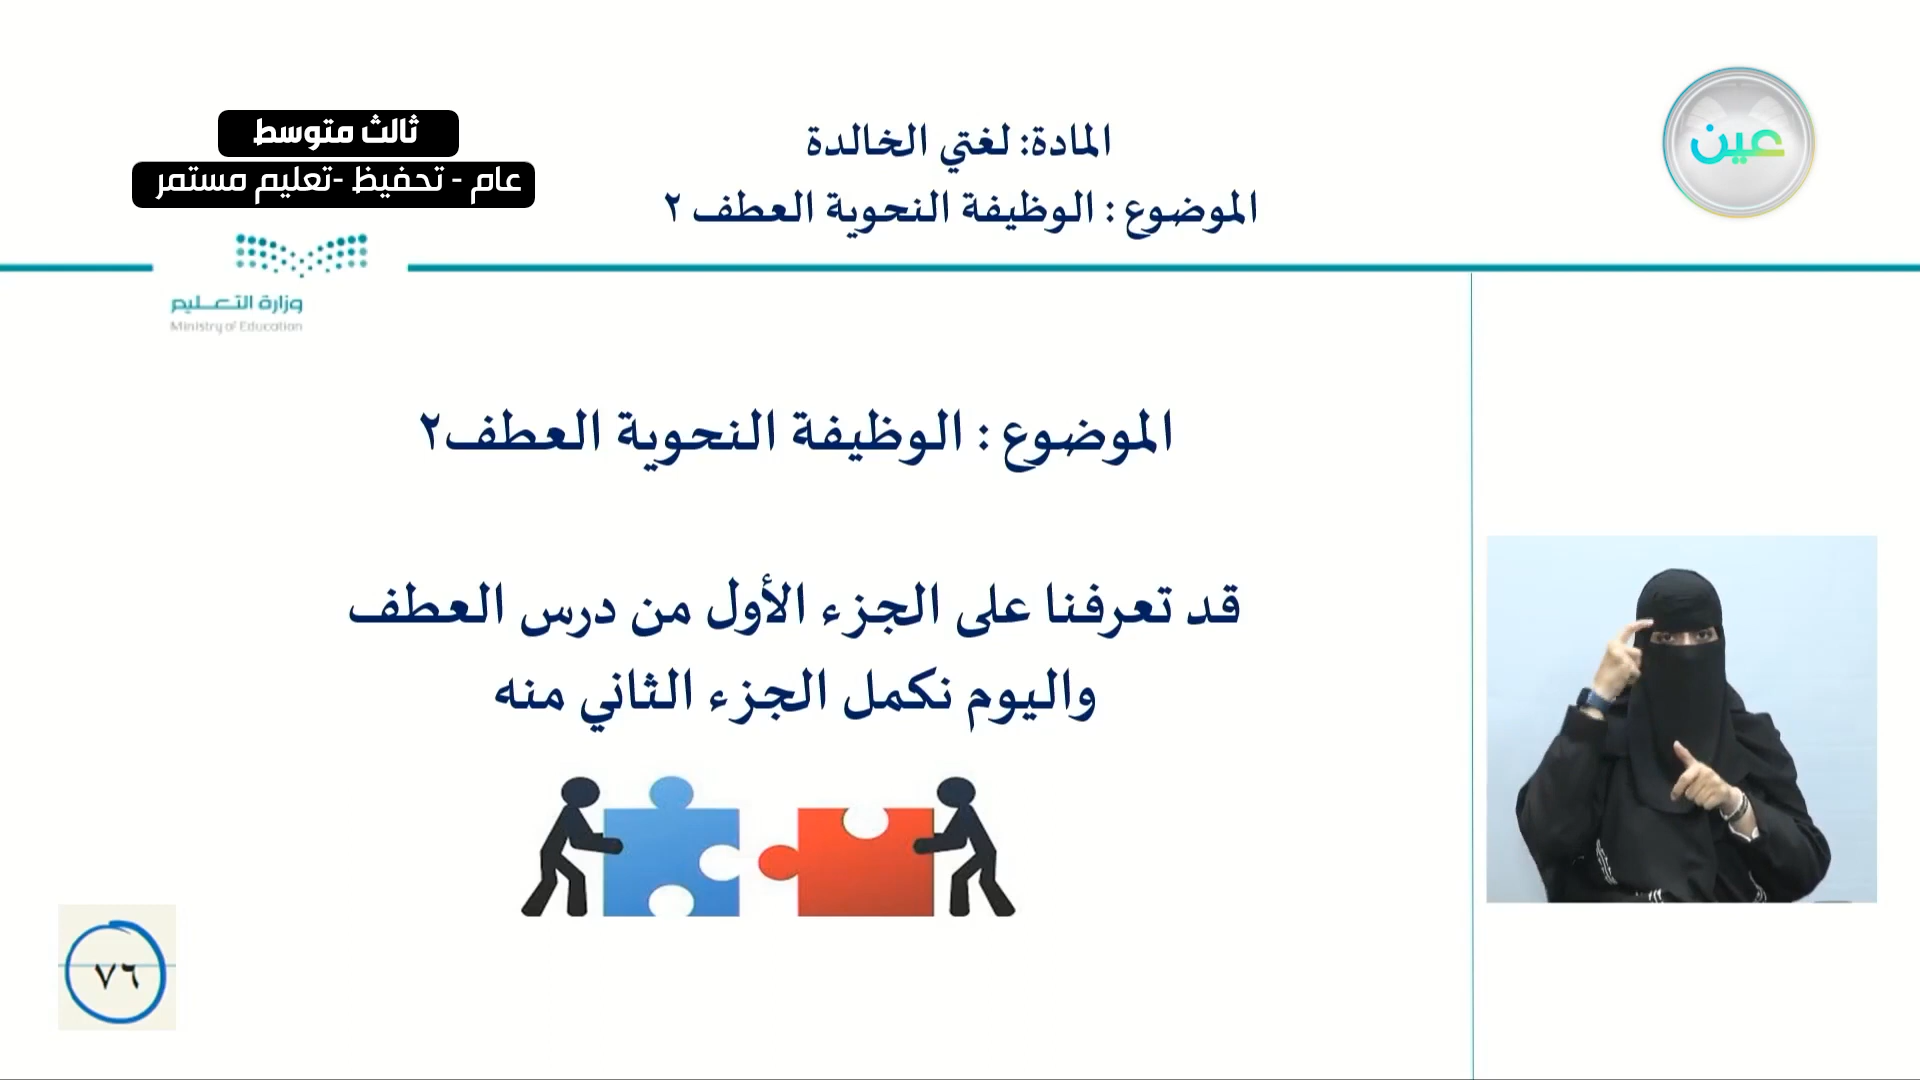 ثالث متوسط
عام - تحفيظ -تعليم مستمر
المادة: لغتي الخالدة
الموضوع : الوظيفة النحوية العطف ٢
عين
وزارة التعليم
Ministry of Education
الموضوع : الوظيفة النحوية العطف٢
قد تعرفنا على الجزء الأول من درس العطف
واليوم نكمل الجزء الثاني منه
٧٦